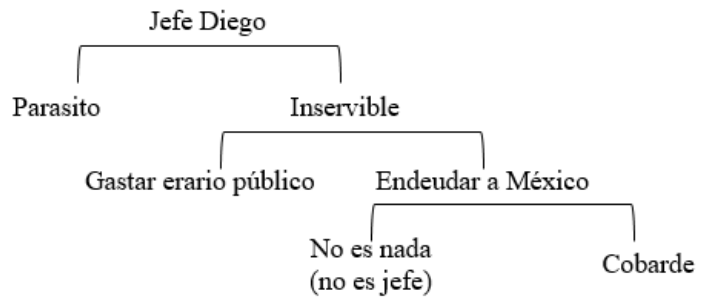 Jefe Diego
Parasito
Inservible
Gastar erario público
Endeudar a México
No es nada
(no es jefe)
Cobarde